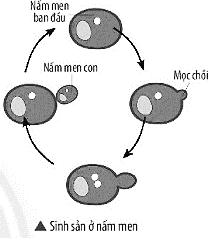 Nấm men
ban đầu
Nấm men con
Mọc chồi
▲ Sinh sản ở nấm men